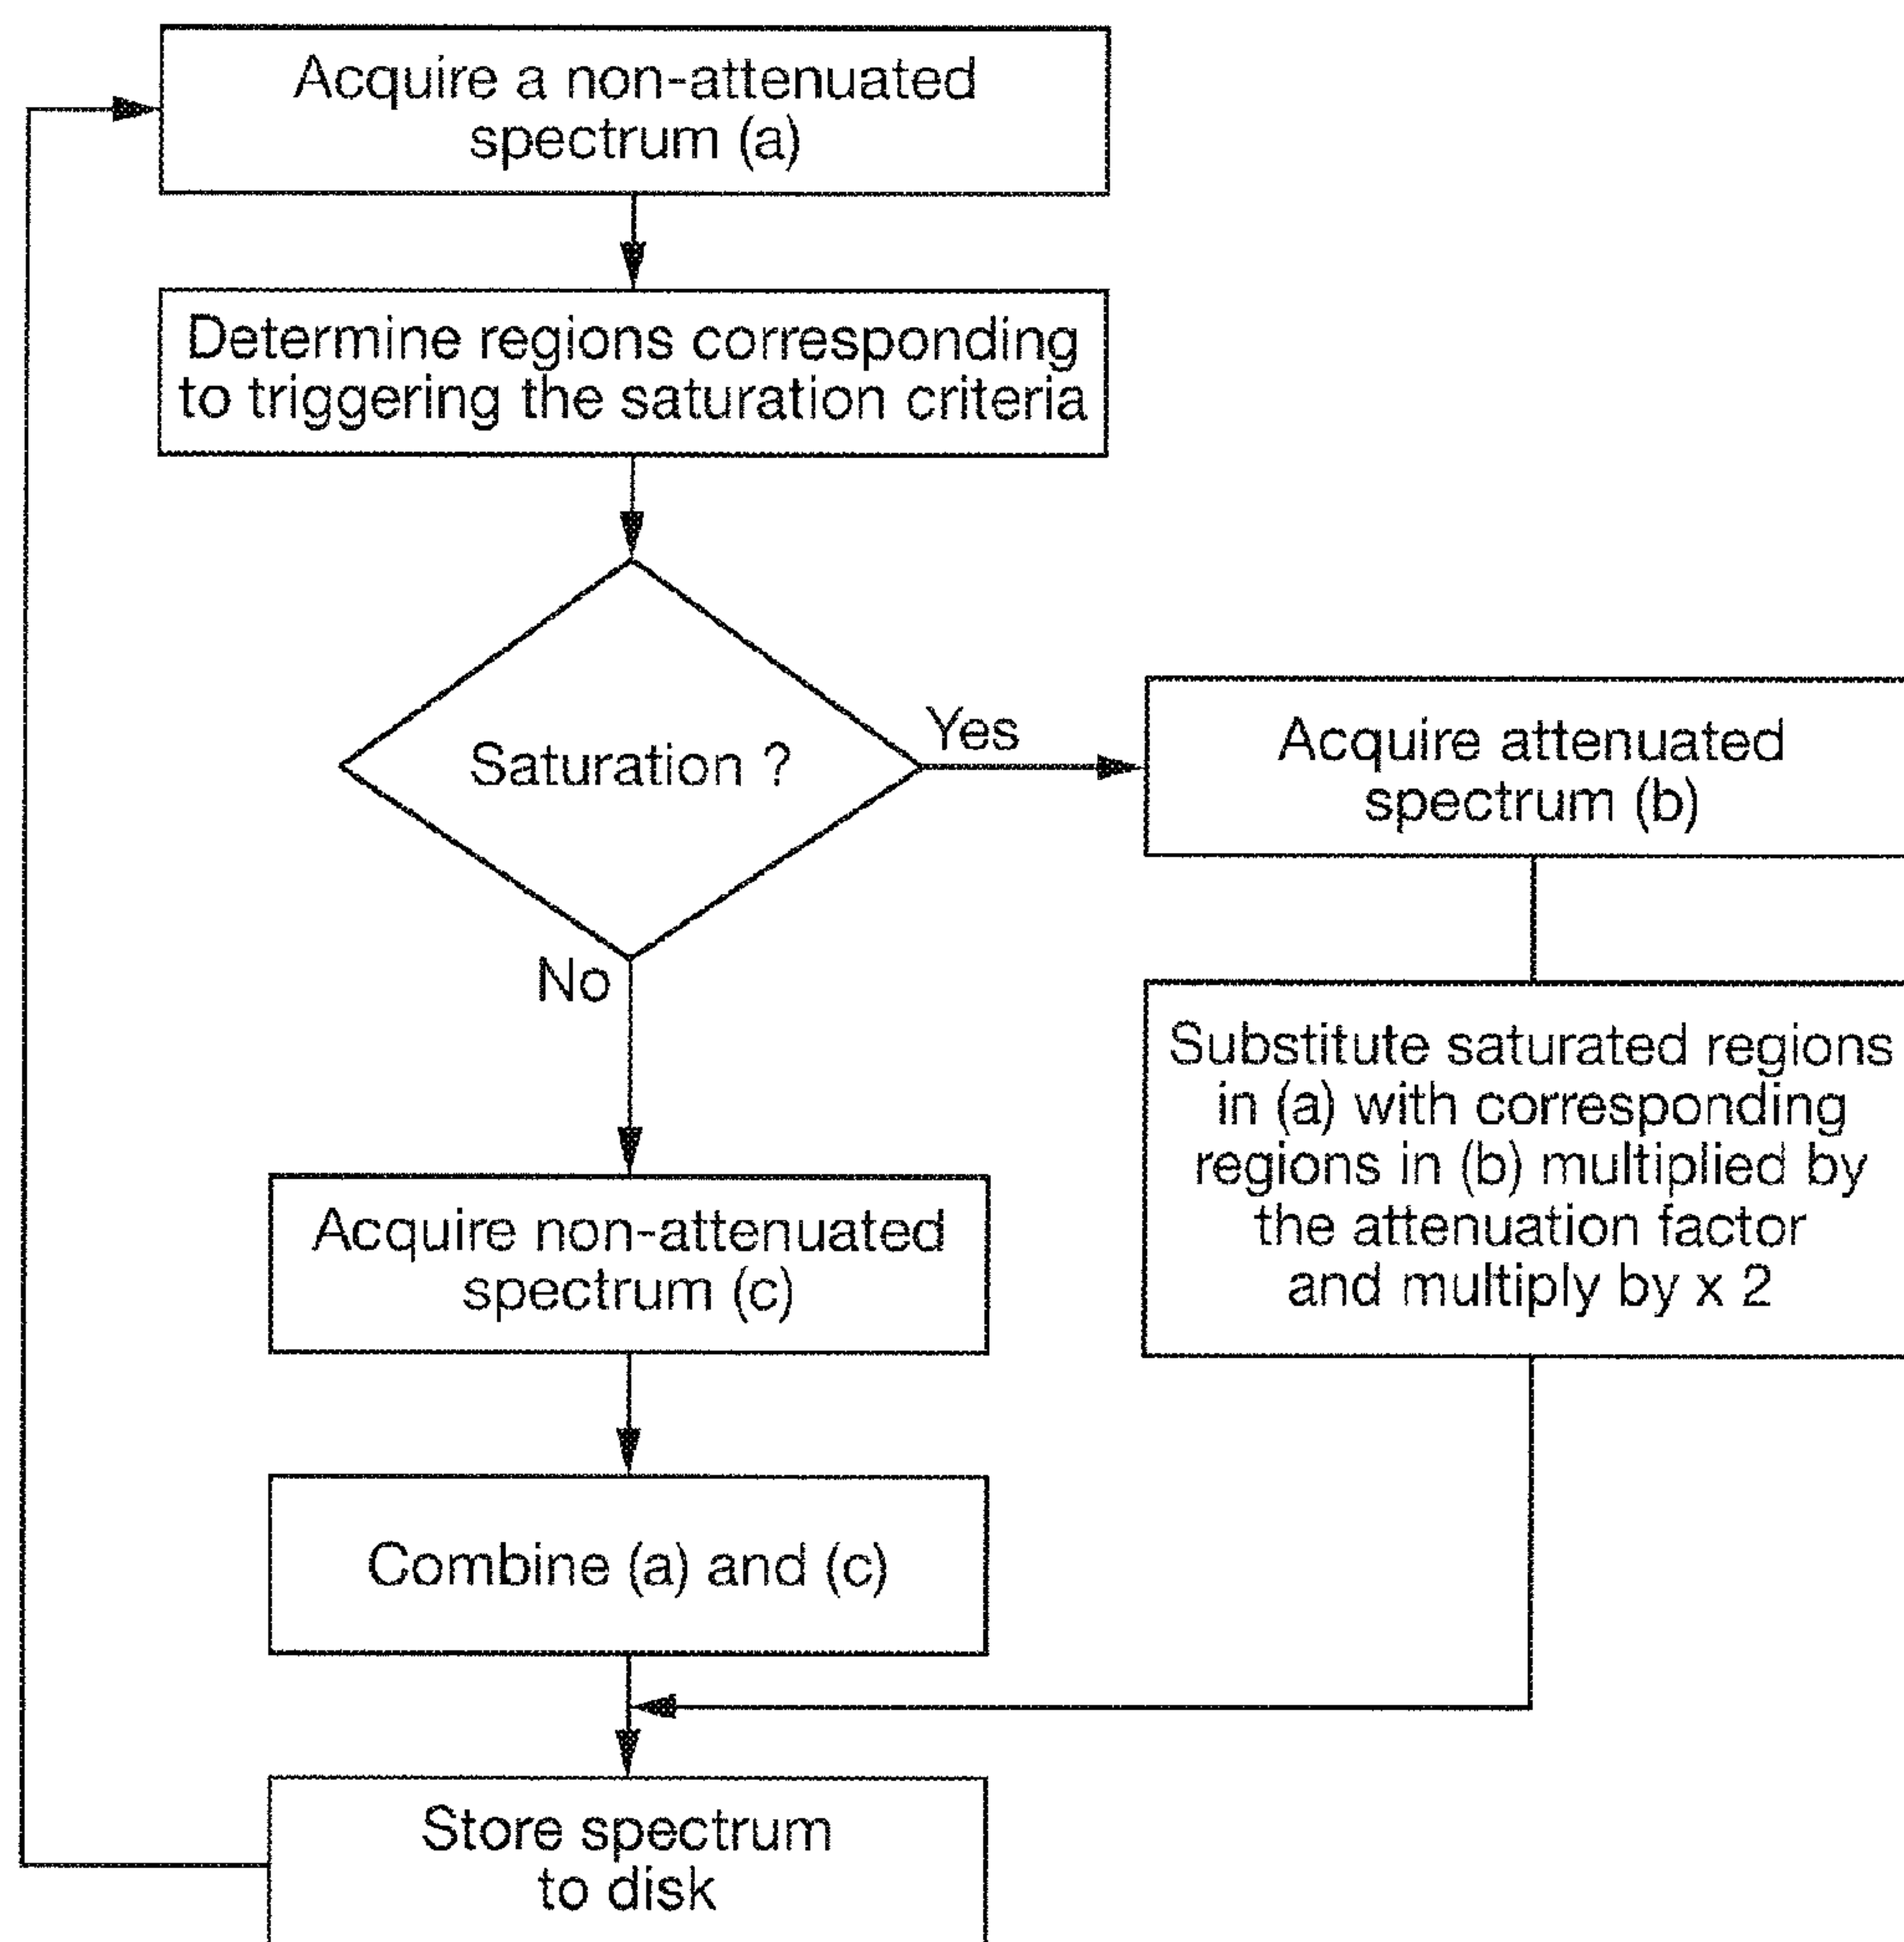 Acquire a non-attenuated
spectrum (a)
Determine regions corresponding
to triggering the saturation criteria
Saturation ?
Yes
Acquire attenuated
spectrum (b)
No
Substitute saturated regions
in (a) with corresponding
regions in (b) multiplied by
the attenuation factor
and multiply by x 2
Acquire non-attenuated
spectrum (c)
Combine (a) and (c)
Store spectrum
to disk